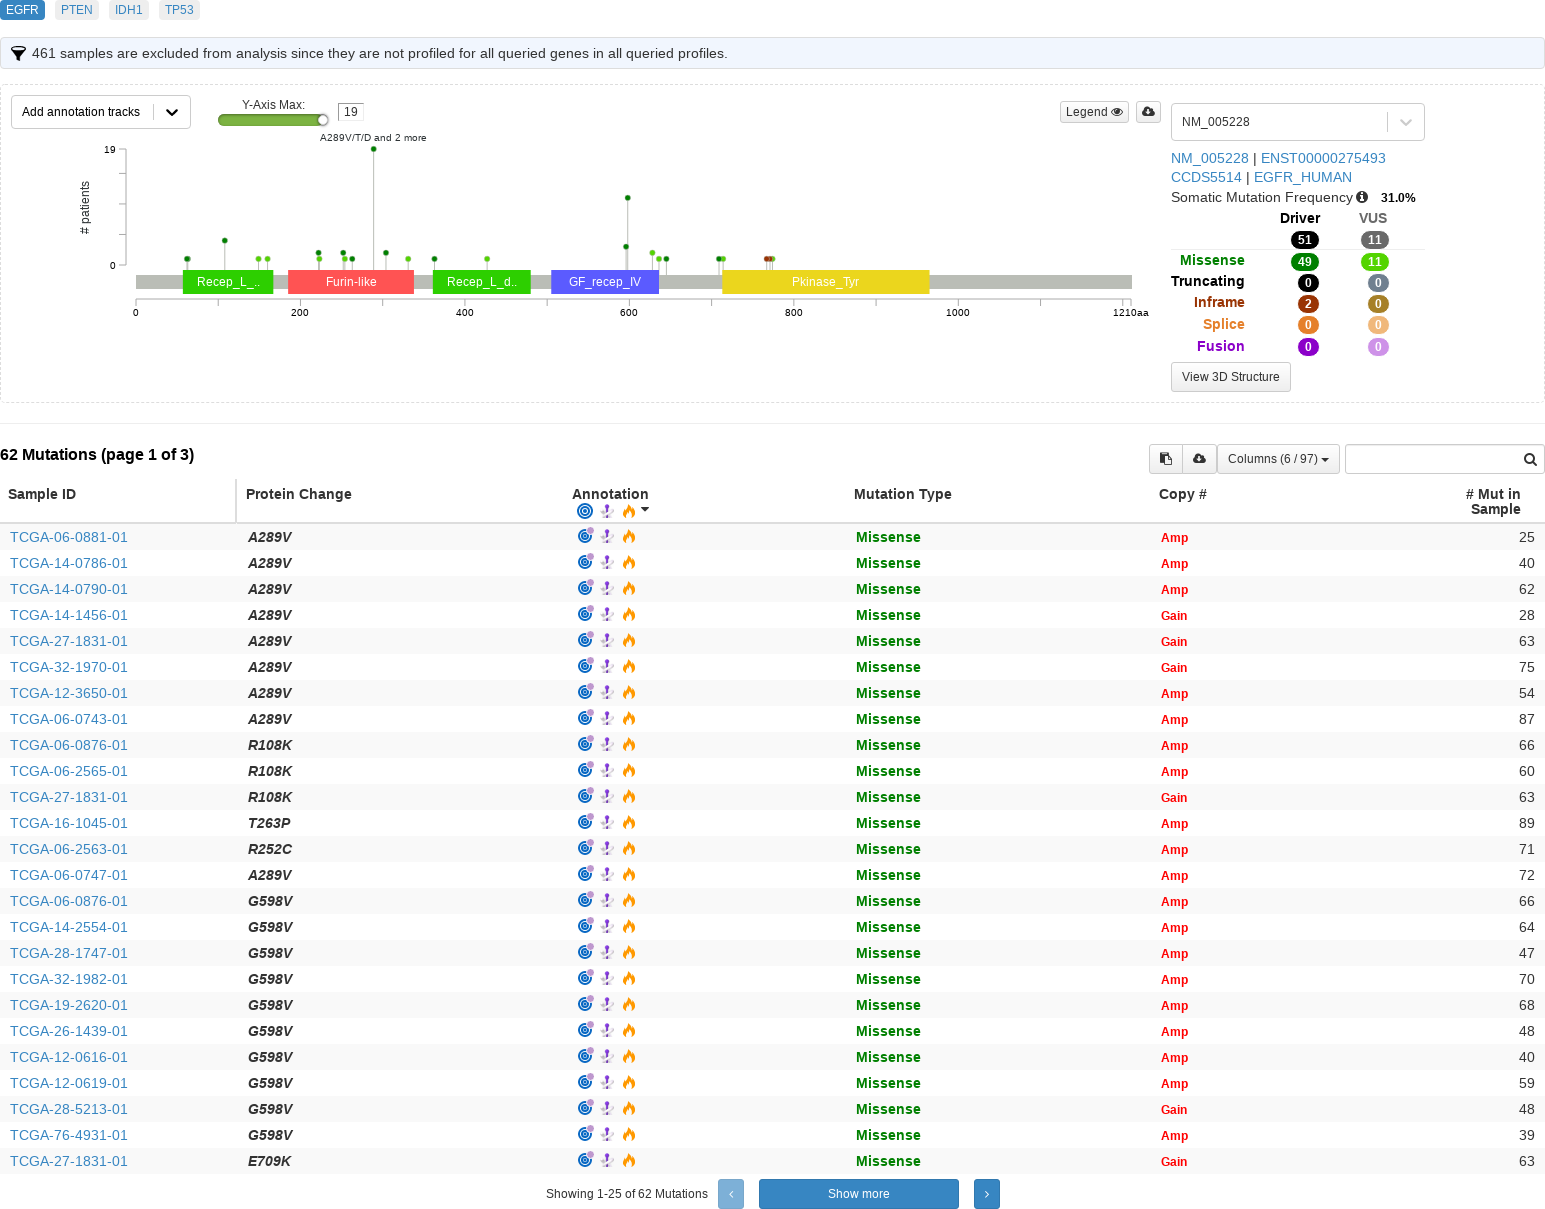 EGFR PTEN IDH1 TP53
461 samples are excluded from analysis since they are not profiled for all queried genes in all queried profiles.
Add annotation tracks
Y-Axis Max: 19
Legend
NM_005228
A289V/T/D and 2 more
19
# patients
0
Recep_L_.. Furin-like Recep_L_d.. GF_recep_IV Pkinase_Tyr
0 200 400 600 800 1000 1210aa
NM_005228 | ENST00000275493
CCDS5514 | EGFR_HUMAN
Somatic Mutation Frequency 31.0%
Driver VUS
51 11
Missense 49 11
Truncating 0 0
Inframe 2 0
Splice 0 0
Fusion 0 0
View 3D Structure
62 Mutations (page 1 of 3)
Columns (6 / 97)
Sample ID Protein Change Annotation Mutation Type Copy # # Mut in
Sample
TCGA-06-0881-01 A289V Missense Amp 25
TCGA-14-0786-01 A289V Missense Amp 40
TCGA-14-0790-01 A289V Missense Amp 62
TCGA-14-1456-01 A289V Missense Gain 28
TCGA-27-1831-01 A289V Missense Gain 63
TCGA-32-1970-01 A289V Missense Gain 75
TCGA-12-3650-01 A289V Missense Amp 54
TCGA-06-0743-01 A289V Missense Amp 87
TCGA-06-0876-01 R108K Missense Amp 66
TCGA-06-2565-01 R108K Missense Amp 60
TCGA-27-1831-01 R108K Missense Gain 63
TCGA-16-1045-01 T263P Missense Amp 89
TCGA-06-2563-01 R252C Missense Amp 71
TCGA-06-0747-01 A289V Missense Amp 72
TCGA-06-0876-01 G598V Missense Amp 66
TCGA-14-2554-01 G598V Missense Amp 64
TCGA-28-1747-01 G598V Missense Amp 47
TCGA-32-1982-01 G598V Missense Amp 70
TCGA-19-2620-01 G598V Missense Amp 68
TCGA-26-1439-01 G598V Missense Amp 48
TCGA-12-0616-01 G598V Missense Amp 40
TCGA-12-0619-01 G598V Missense Amp 59
TCGA-28-5213-01 G598V Missense Gain 48
TCGA-76-4931-01 G598V Missense Amp 39
TCGA-27-1831-01 E709K Missense Gain 63
Showing 1-25 of 62 Mutations ‹ Show more ›